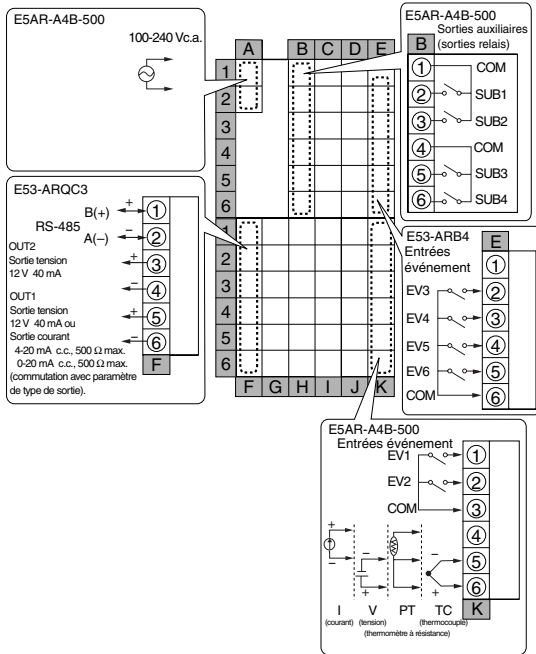 E5AR-A4B-500
100-240 Vc.a.
A B C D E
1
2
3
4
5
6
1
2
3
4
5
6
F G H I J K
E5AR-A4B-500
Sorties auxiliaires
(sorties relais)
B
1 COM
2 SUB1
3 SUB2
4 COM
5 SUB3
6 SUB4
E53-ARQC3
+
B(+) 1
RS-485
−
A(−) 2
OUT2
Sortie tension
12 V 40 mA
+ 3
− 4
OUT1
Sortie tension
12 V 40 mA ou
Sortie courant
+ 5
− 6
4-20 mA c.c., 500 Ω max.
0-20 mA c.c., 500 Ω max.
(commutation avec paramètre
de type de sortie).
F
E53-ARB4
Entrées
événement
E
1
EV3 2
EV4 3
EV5 4
EV6 5
COM 6
E5AR-A4B-500
Entrées événement
EV1 1
EV2 2
COM 3
4
5
6
K
+ − − −
− + +
I V PT TC
(courant) (tension) (thermocouple)
(thermomètre à résistance)